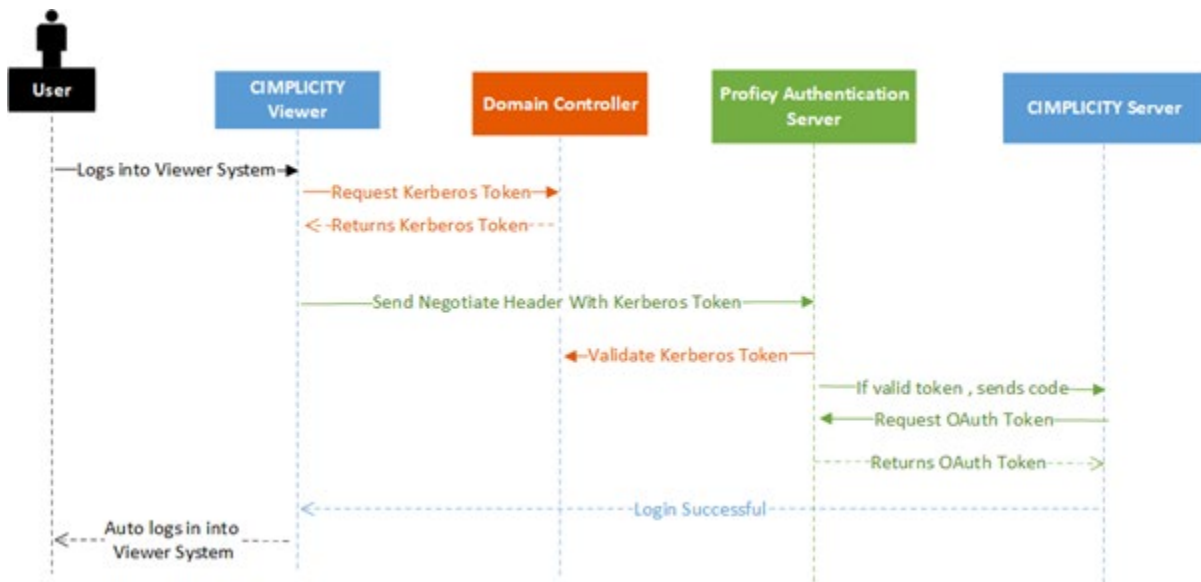 User
CIMPLICITY
Viewer
Domain Controller
Proficy Authentication
Server
CIMPLICITY Server
Logs into Viewer System
Request Kerberos Token
Returns Kerberos Token
Send Negotiate Header With Kerberos Token
Validate Kerberos Token
If valid token , sends code
Request OAuth Token
Returns OAuth Token
Login Successful
Auto logs in into
Viewer System